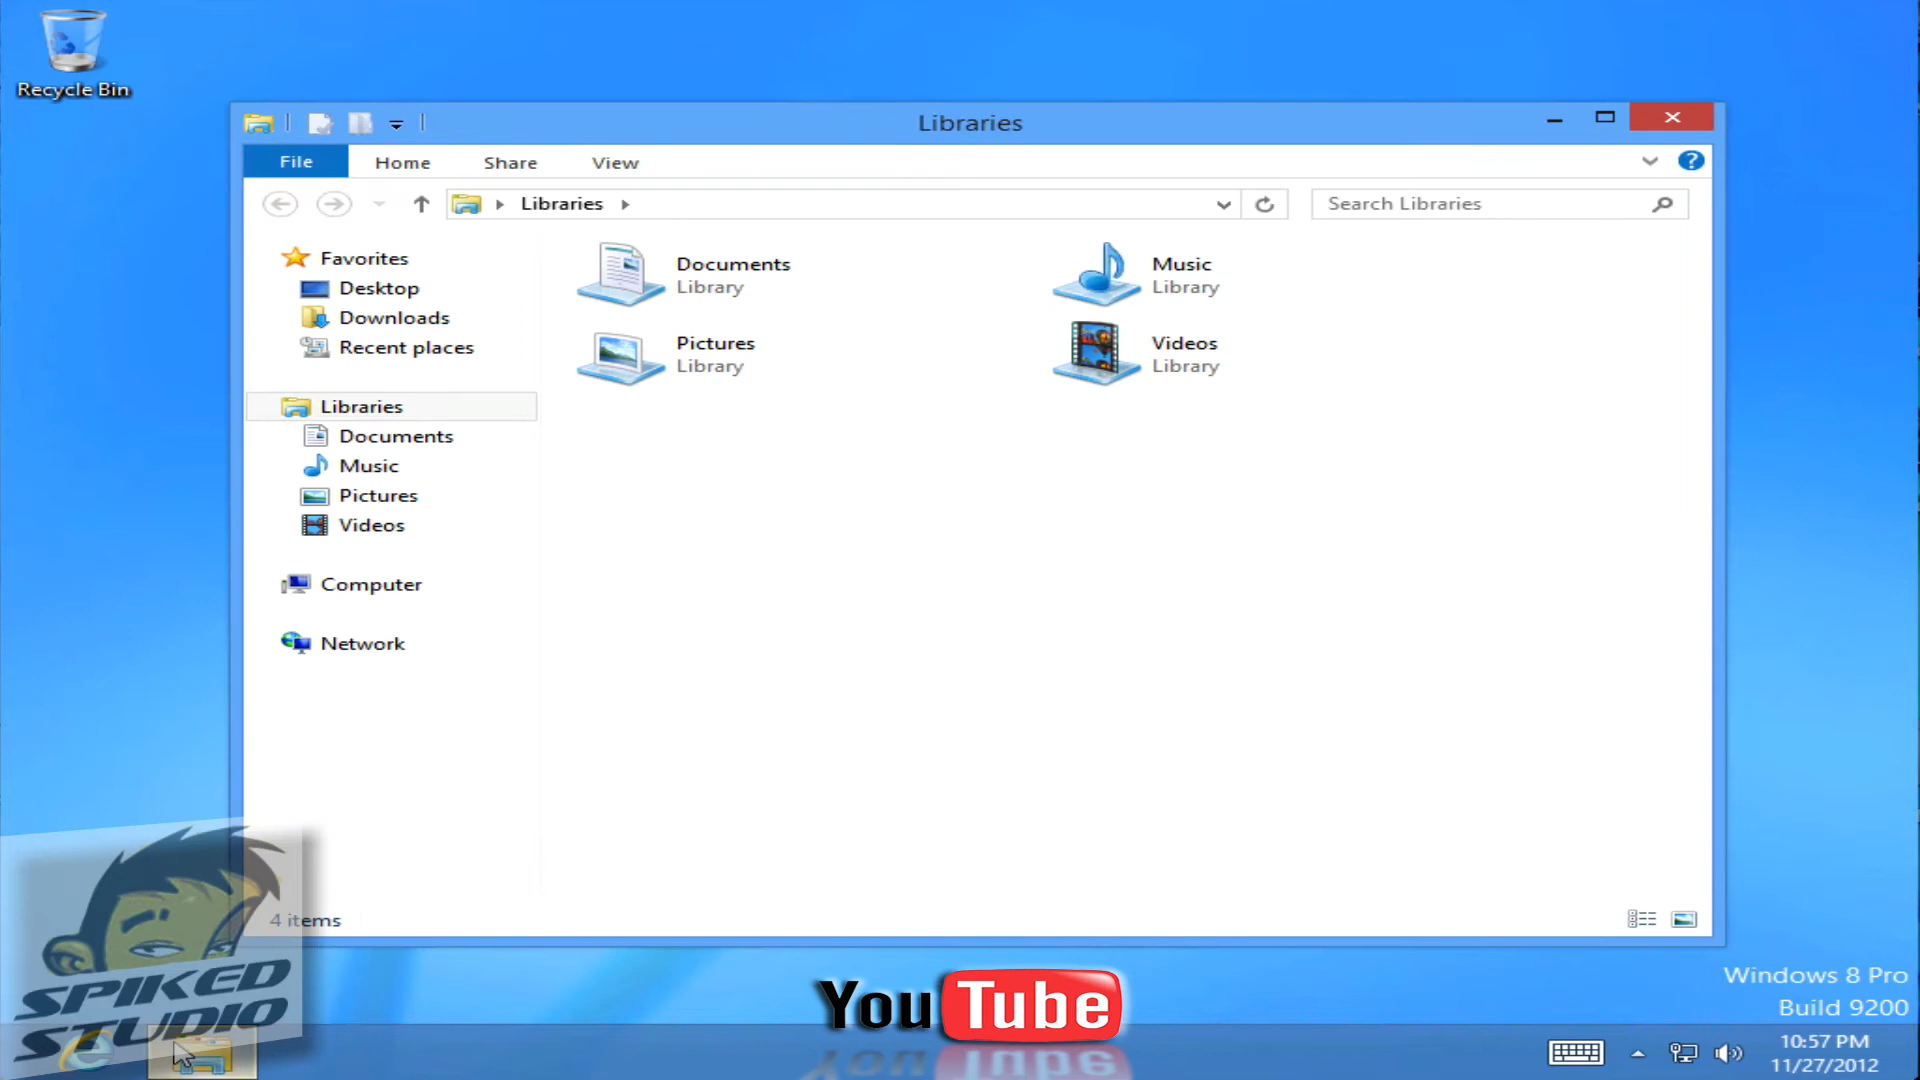 Recycle Bin
Libraries
File Home Share View
Libraries
Search Libraries
Favorites
Desktop
Downloads
Recent places
Libraries
Documents
Music
Pictures
Videos
Computer
Network
Documents
Library
Music
Library
Pictures
Library
Videos
Library
4 items
SPIKED
STUDIO
YouTube
Windows 8 Pro
Build 9200
10:57 PM
11/27/2012